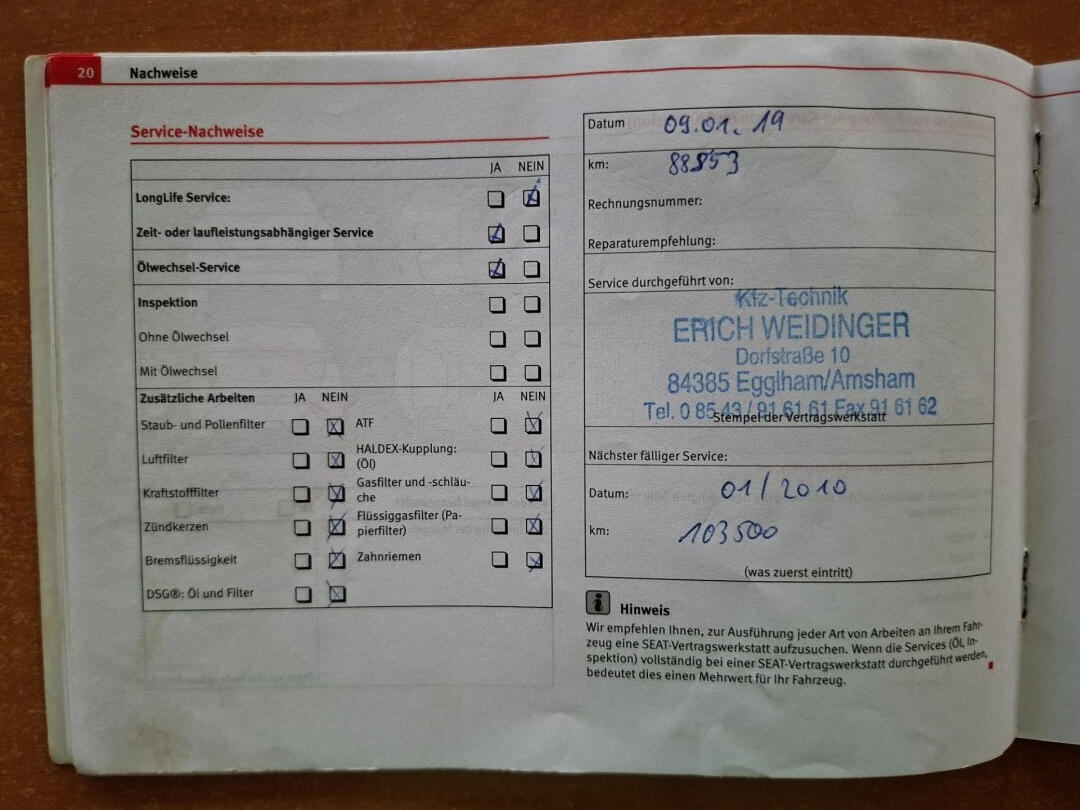 20 Nachweise
Service-Nachweise
JA NEIN
LongLife Service:
Zeit- oder laufleistungsabhängiger Service
Ölwechsel-Service
Inspektion
Ohne Ölwechsel
Mit Ölwechsel
Zusätzliche Arbeiten JA NEIN JA NEIN
Staub- und Pollenfilter ATF
Luftfilter HALDEX-Kupplung:
(Öl)
Kraftstofffilter Gasfilter und -schläu-
che
Zündkerzen Flüssiggasfilter (Pa-
pierfilter)
Bremsflüssigkeit Zahnriemen
DSG®: Öl und Filter
Datum 09.01.19
km: 88853
Rechnungsnummer:
Reparaturempfehlung:
Service durchgeführt von:
Kfz-Technik
ERICH WEIDINGER
Dorfstraße 10
84385 Egglham/Amsham
Tel. 0 85 43 / 91 61 61 Fax 91 61 62
Stempel der Vertragswerkstatt
Nächster fälliger Service:
Datum: 01/2010
km: 103500
(was zuerst eintritt)
i Hinweis
Wir empfehlen Ihnen, zur Ausführung jeder Art von Arbeiten an Ihrem Fahr-
zeug eine SEAT-Vertragswerkstatt aufzusuchen. Wenn die Services (Öl, In-
spektion) vollständig bei einer SEAT-Vertragswerkstatt durchgeführt werden,
bedeutet dies einen Mehrwert für Ihr Fahrzeug.